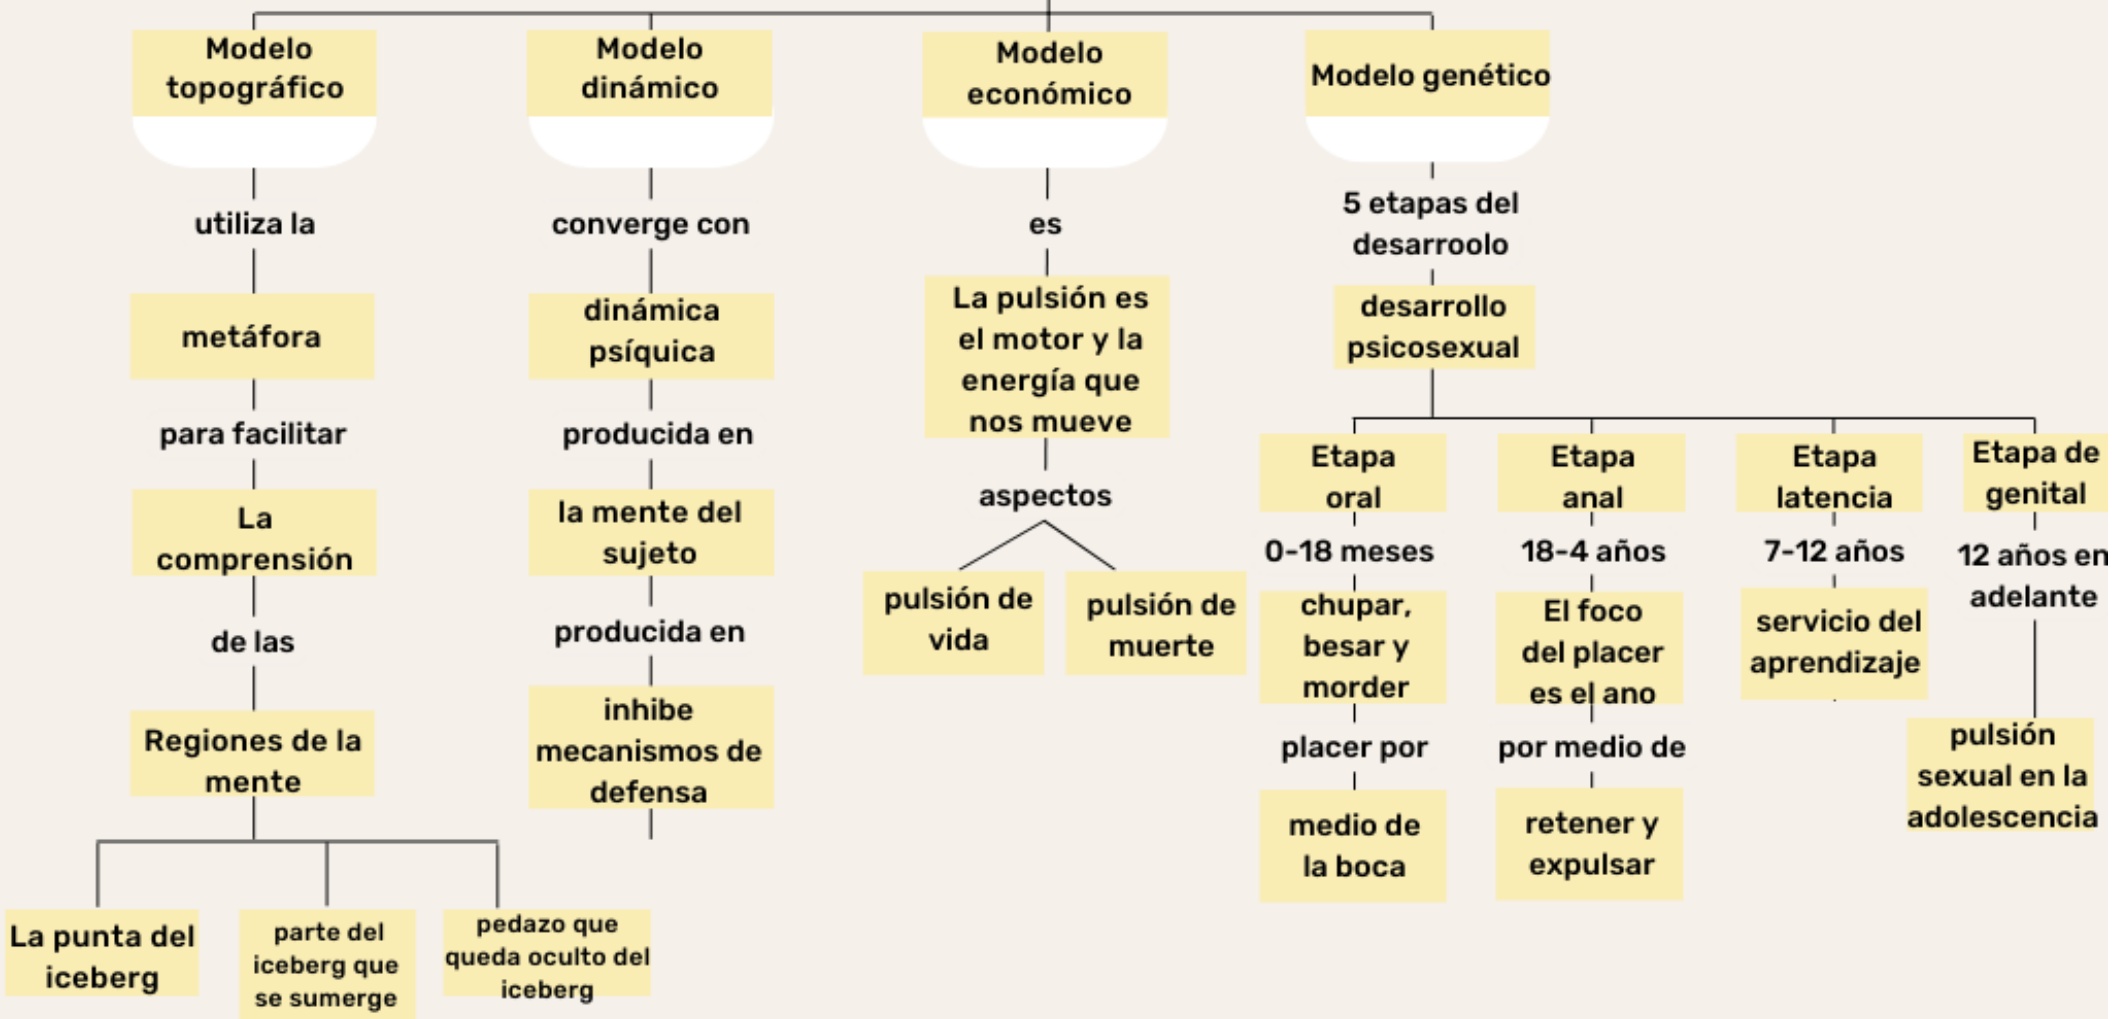 Modelo
topográfico
utiliza la
metáfora
para facilitar
La
comprensión
de las
Regiones de la
mente
La punta del
iceberg
parte del
iceberg que
se sumerge
pedazo que
queda oculto del
iceberg
Modelo
dinámico
converge con
dinámica
psíquica
producida en
la mente del
sujeto
producida en
inhibe
mecanismos de
defensa
Modelo
económico
es
La pulsión es
el motor y la
energía que
nos mueve
aspectos
pulsión de
vida
pulsión de
muerte
Modelo genético
5 etapas del
desarroolo
desarrollo
psicosexual
Etapa
oral
0-18 meses
chupar,
besar y
morder
placer por
medio de
la boca
Etapa
anal
18-4 años
El foco
del placer
es el ano
por medio de
retener y
expulsar
Etapa
latencia
7-12 años
servicio del
aprendizaje
Etapa de
genital
12 años en
adelante
pulsión
sexual en la
adolescencia